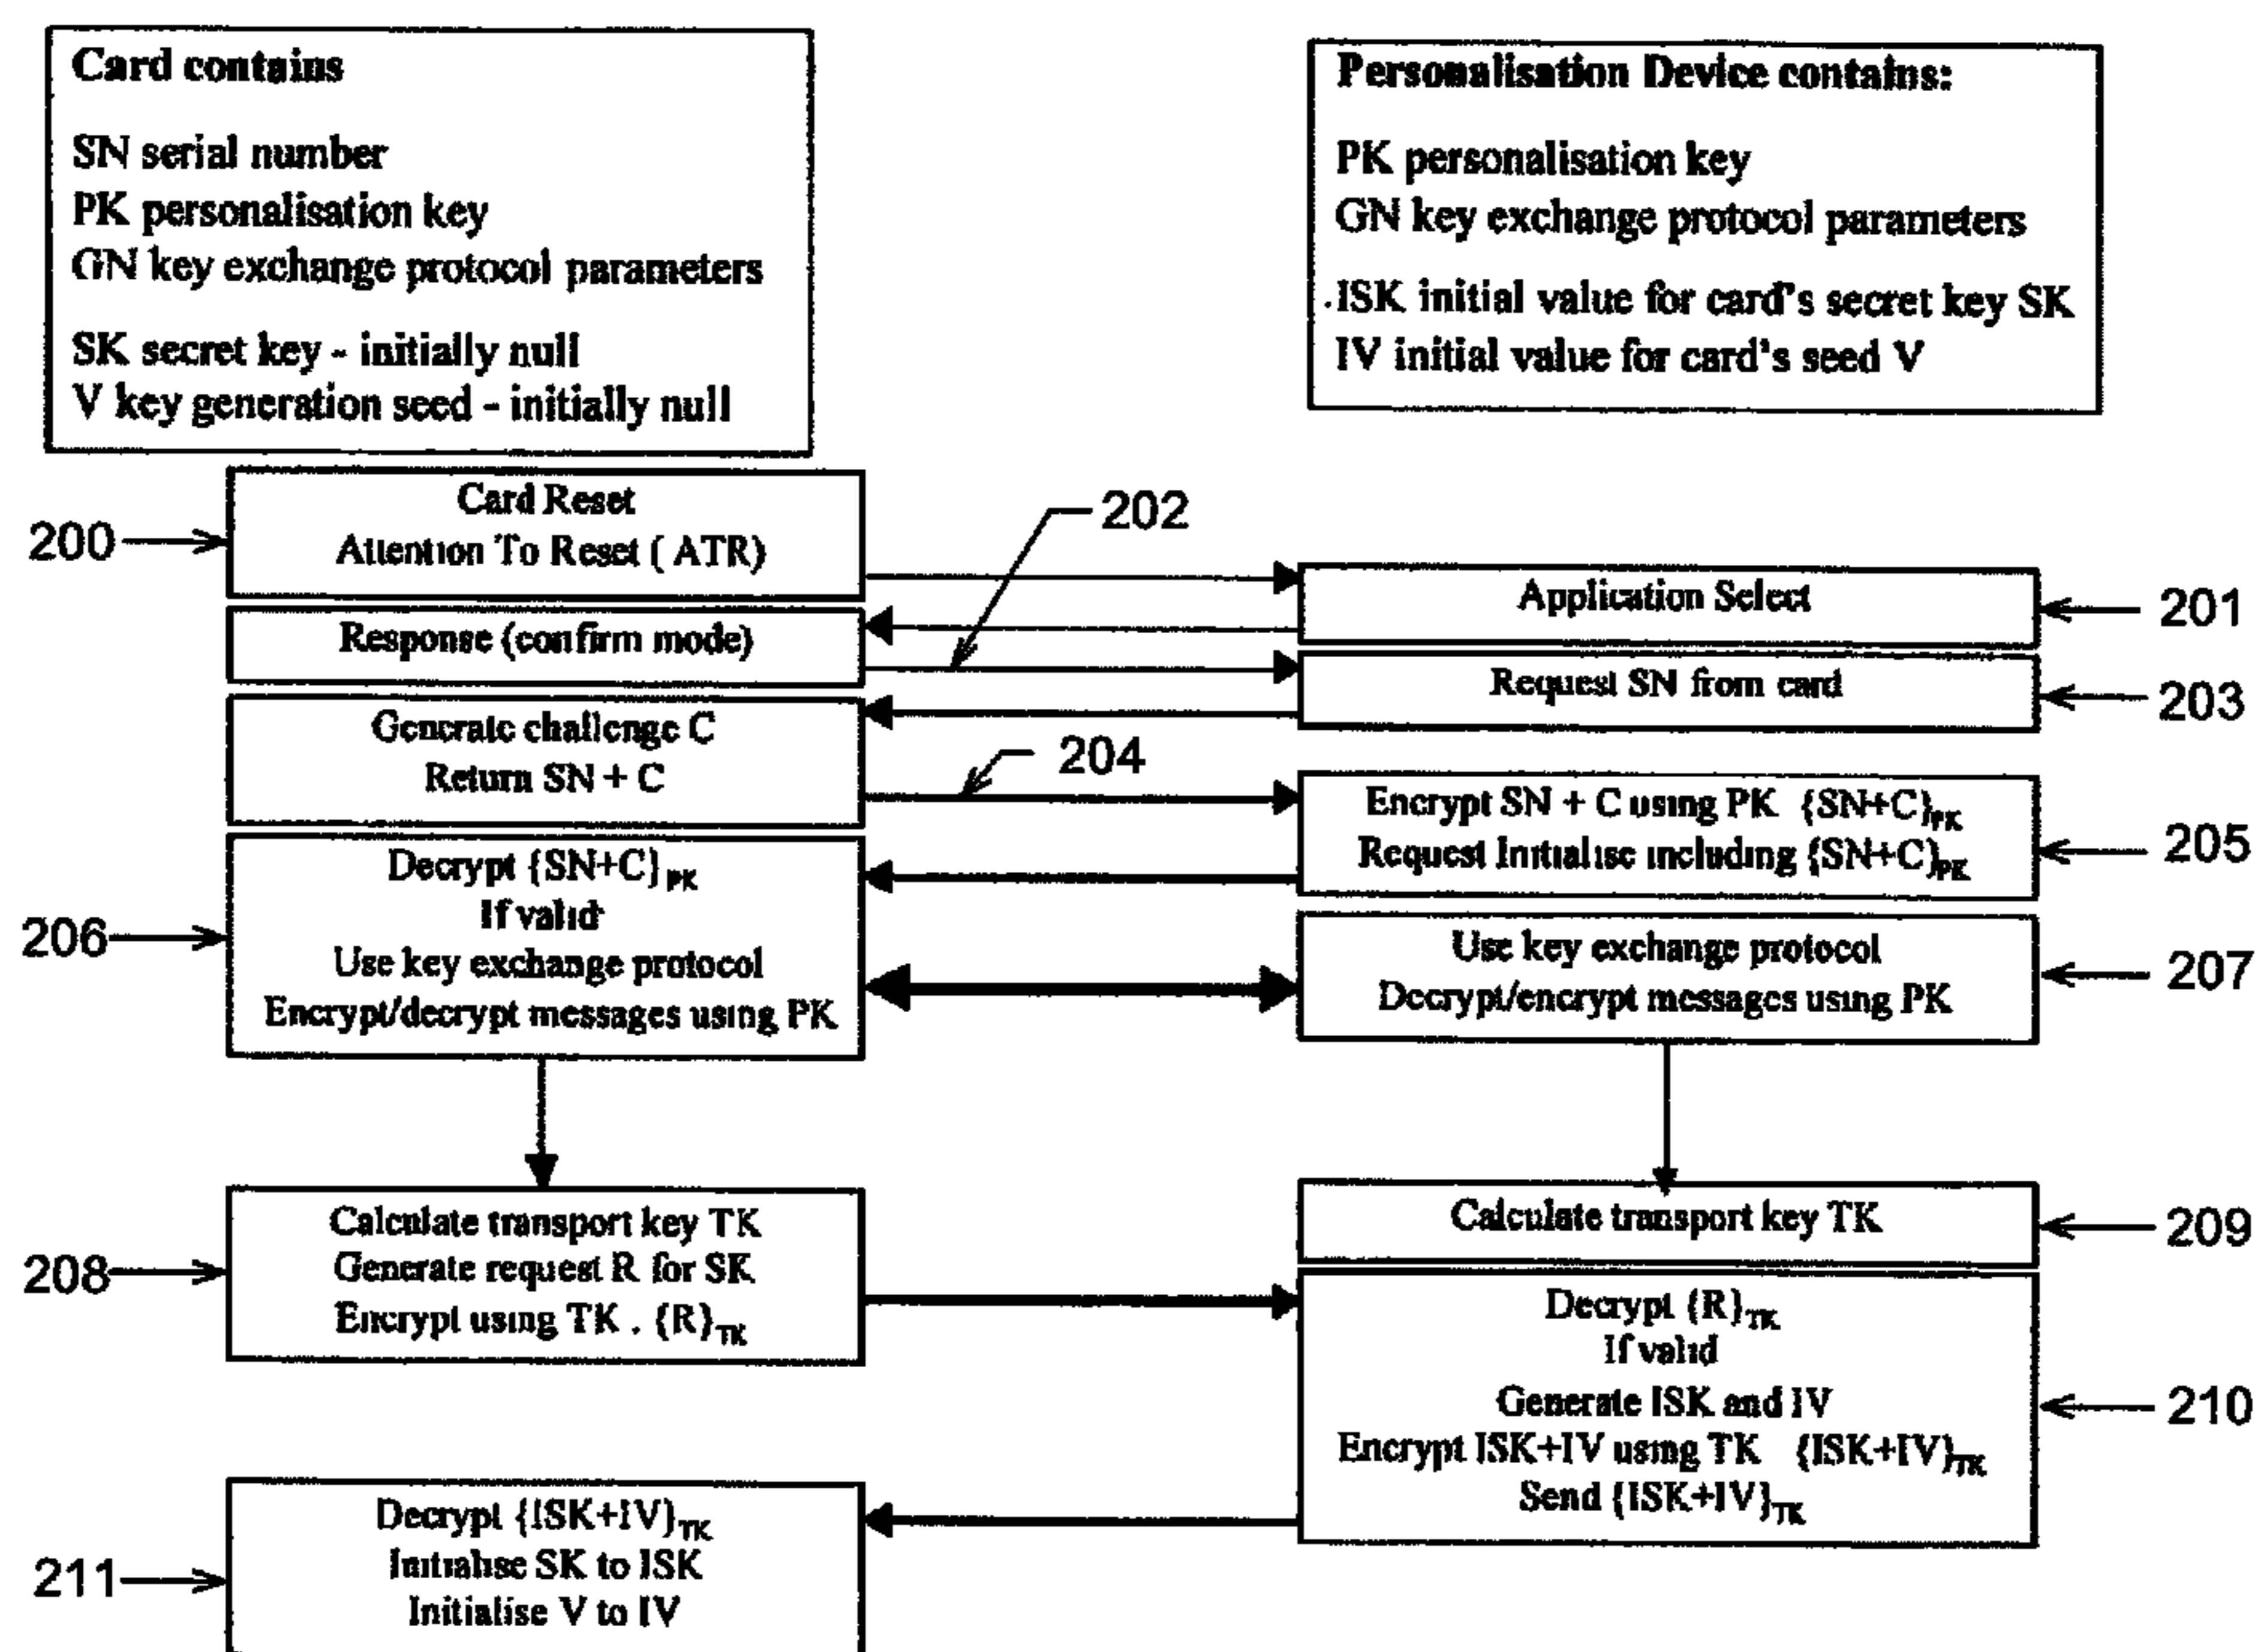 Card contains
SN serial number
PK personalisation key
GN key exchange protocol parameters
SK secret key - initially null
V key generation seed - initially null
Personalisation Device contains:
PK personalisation key
GN key exchange protocol parameters
ISK initial value for card's secret key SK
IV initial value for card's seed V
200
Card Reset
Attention To Reset ( ATR)
202
Application Select
201
Response (confirm mode)
Request SN from card
203
Generate challenge C
Return SN + C
204
Encrypt SN + C using PK {SN+C}PK
Request Initialise including {SN+C}PK
205
206
Decrypt {SN+C}PK
If valid
Use key exchange protocol
Encrypt/decrypt messages using PK
Use key exchange protocol
Decrypt/encrypt messages using PK
207
208
Calculate transport key TK
Generate request R for SK
Encrypt using TK . {R}TK
Calculate transport key TK
209
Decrypt {R}TK
If valid
Generate ISK and IV
Encrypt ISK+IV using TK {ISK+IV}TK
Send {ISK+IV}TK
210
211
Decrypt {ISK+IV}TK
Initialise SK to ISK
Initialise V to IV